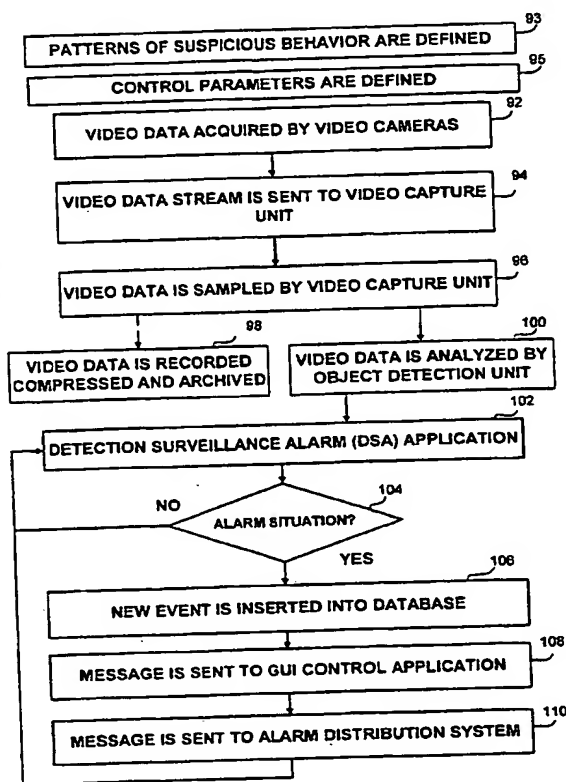 93
PATTERNS OF SUSPICIOUS BEHAVIOR ARE DEFINED
95
CONTROL PARAMETERS ARE DEFINED
92
VIDEO DATA ACQUIRED BY VIDEO CAMERAS
94
VIDEO DATA STREAM IS SENT TO VIDEO CAPTURE
UNIT
96
VIDEO DATA IS SAMPLED BY VIDEO CAPTURE UNIT
98
VIDEO DATA IS RECORDED
COMPRESSED AND ARCHIVED
100
VIDEO DATA IS ANALYZED BY
OBJECT DETECTION UNIT
102
DETECTION SURVEILLANCE ALARM (DSA) APPLICATION
104
NO
ALARM SITUATION?
YES
106
NEW EVENT IS INSERTED INTO DATABASE
108
MESSAGE IS SENT TO GUI CONTROL APPLICATION
110
MESSAGE IS SENT TO ALARM DISTRIBUTION SYSTEM